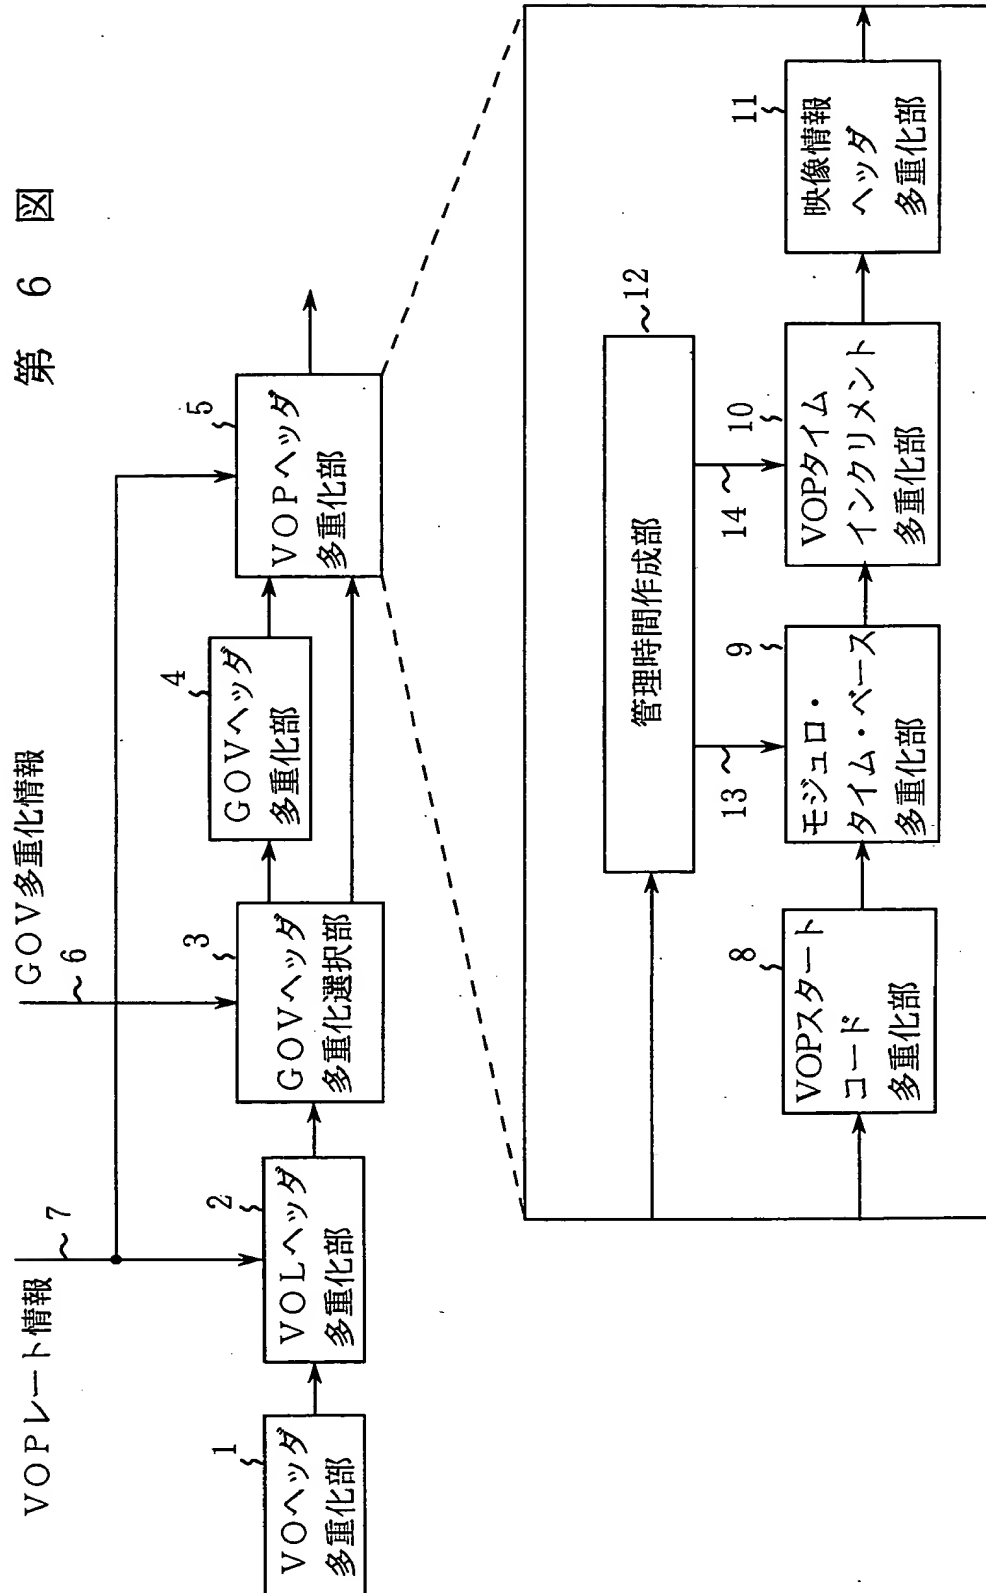 第 6 図
VOPレート情報
7
GOV多重化情報
6
1
VOヘッダ
多重化部
2
VOLヘッダ
多重化部
3
GOVヘッダ
多重化選択部
4
GOVヘッダ
多重化部
5
VOPヘッダ
多重化部
12
管理時間作成部
13
14
8
VOPスタート
コード
多重化部
9
モジュロ・
タイム・ベース
多重化部
10
VOPタイム
インクリメント
多重化部
11
映像情報
ヘッダ
多重化部